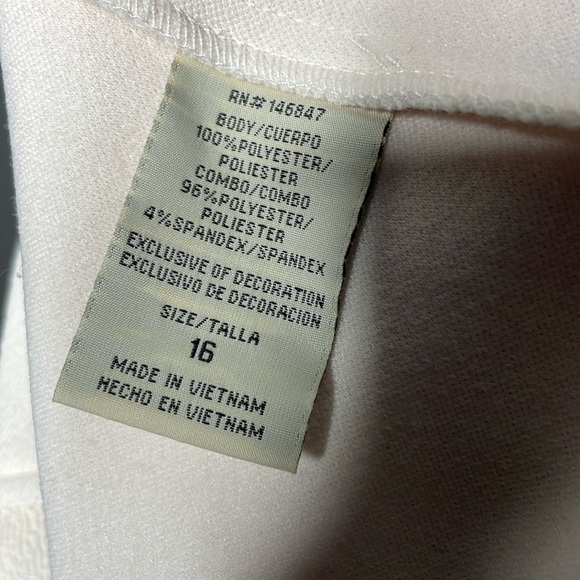 RN# 146847
BODY/CUERPO
100%POLYESTER/
POLIESTER
COMBO/COMBO
96%POLYESTER/
POLIESTER
4%SPANDEX/SPANDEX
EXCLUSIVE OF DECORATION
EXCLUSIVO DE DECORACION
SIZE/TALLA
16
MADE IN VIETNAM
HECHO EN VIETNAM